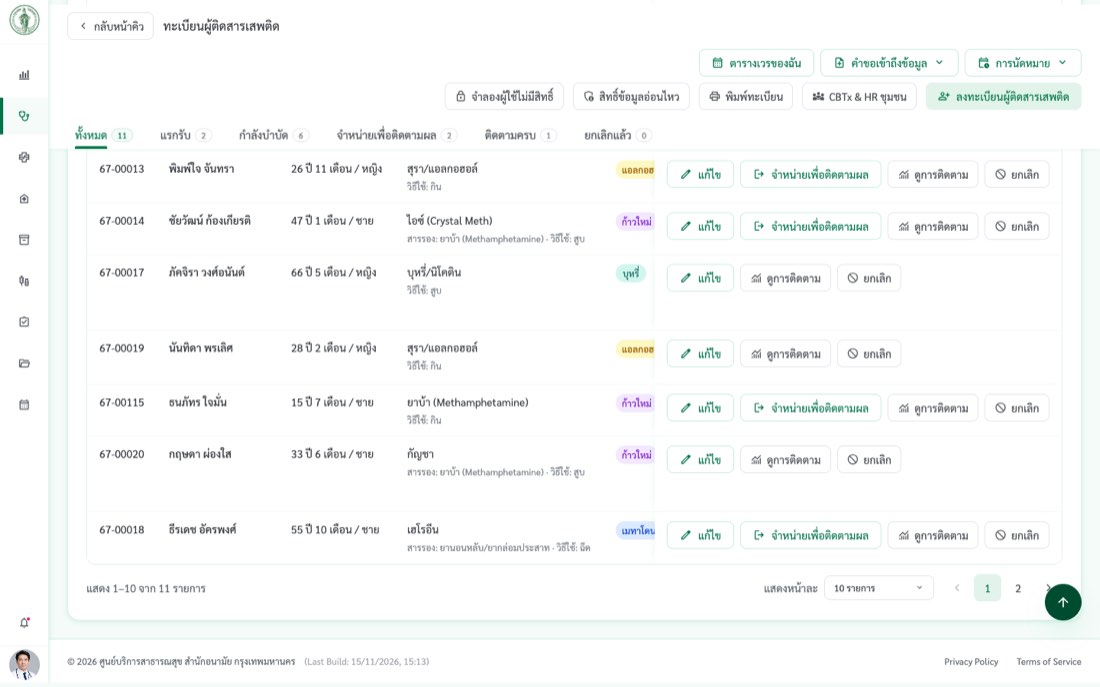 กลับหน้าคิว
ทะเบียนผู้ติดสารเสพติด
ตารางเวรของฉัน
คำขอเข้าถึงข้อมูล
การนัดหมาย
จำลองผู้ใช้ไม่มีสิทธิ์
สิทธิ์ข้อมูลอ่อนไหว
พิมพ์ทะเบียน
CBTx & HR ชุมชน
ลงทะเบียนผู้ติดสารเสพติด
ทั้งหมด 11
แรกรับ 2
กำลังบำบัด 6
จำหน่ายเพื่อติดตามผล 2
ติดตามครบ 1
ยกเลิกแล้ว 0
67-00013 พิมพ์ใจ จันทรา 26 ปี 11 เดือน / หญิง สุรา/แอลกอฮอล์ แอลกอฮ แก้ไข จำหน่ายเพื่อติดตามผล ดูการติดตาม ยกเลิก
วิธีใช้: กิน
67-00014 ชัยวัฒน์ ก้องเกียรติ 47 ปี 1 เดือน / ชาย ไอซ์ (Crystal Meth) ก้าวใหม่ แก้ไข จำหน่ายเพื่อติดตามผล ดูการติดตาม ยกเลิก
สารรอง: ยาบ้า (Methamphetamine) · วิธีใช้: สูบ
67-00017 ภัคจิรา วงศ์อนันต์ 66 ปี 5 เดือน / หญิง บุหรี่/นิโคติน บุหรี่ แก้ไข ดูการติดตาม ยกเลิก
วิธีใช้: สูบ
67-00019 นันทิดา พรเลิศ 28 ปี 2 เดือน / หญิง สุรา/แอลกอฮอล์ แอลกอฮ แก้ไข ดูการติดตาม ยกเลิก
วิธีใช้: กิน
67-00115 ธนภัทร ใจมั่น 15 ปี 7 เดือน / ชาย ยาบ้า (Methamphetamine) ก้าวใหม่ แก้ไข จำหน่ายเพื่อติดตามผล ดูการติดตาม ยกเลิก
วิธีใช้: กิน
67-00020 กฤษดา ผ่องใส 33 ปี 6 เดือน / ชาย กัญชา ก้าวใหม่ แก้ไข ดูการติดตาม ยกเลิก
สารรอง: ยาบ้า (Methamphetamine) · วิธีใช้: สูบ
67-00018 ธีรเดช อัครพงศ์ 55 ปี 10 เดือน / ชาย เฮโรอีน เมทาโดน แก้ไข จำหน่ายเพื่อติดตามผล ดูการติดตาม ยกเลิก
สารรอง: ยานอนหลับ/ยากล่อมประสาท · วิธีใช้: ฉีด
แสดง 1–10 จาก 11 รายการ
แสดงหน้าละ 10 รายการ 1 2
© 2026 ศูนย์บริการสาธารณสุข สำนักอนามัย กรุงเทพมหานคร (Last Build: 15/11/2026, 15:13)
Privacy Policy Terms of Service